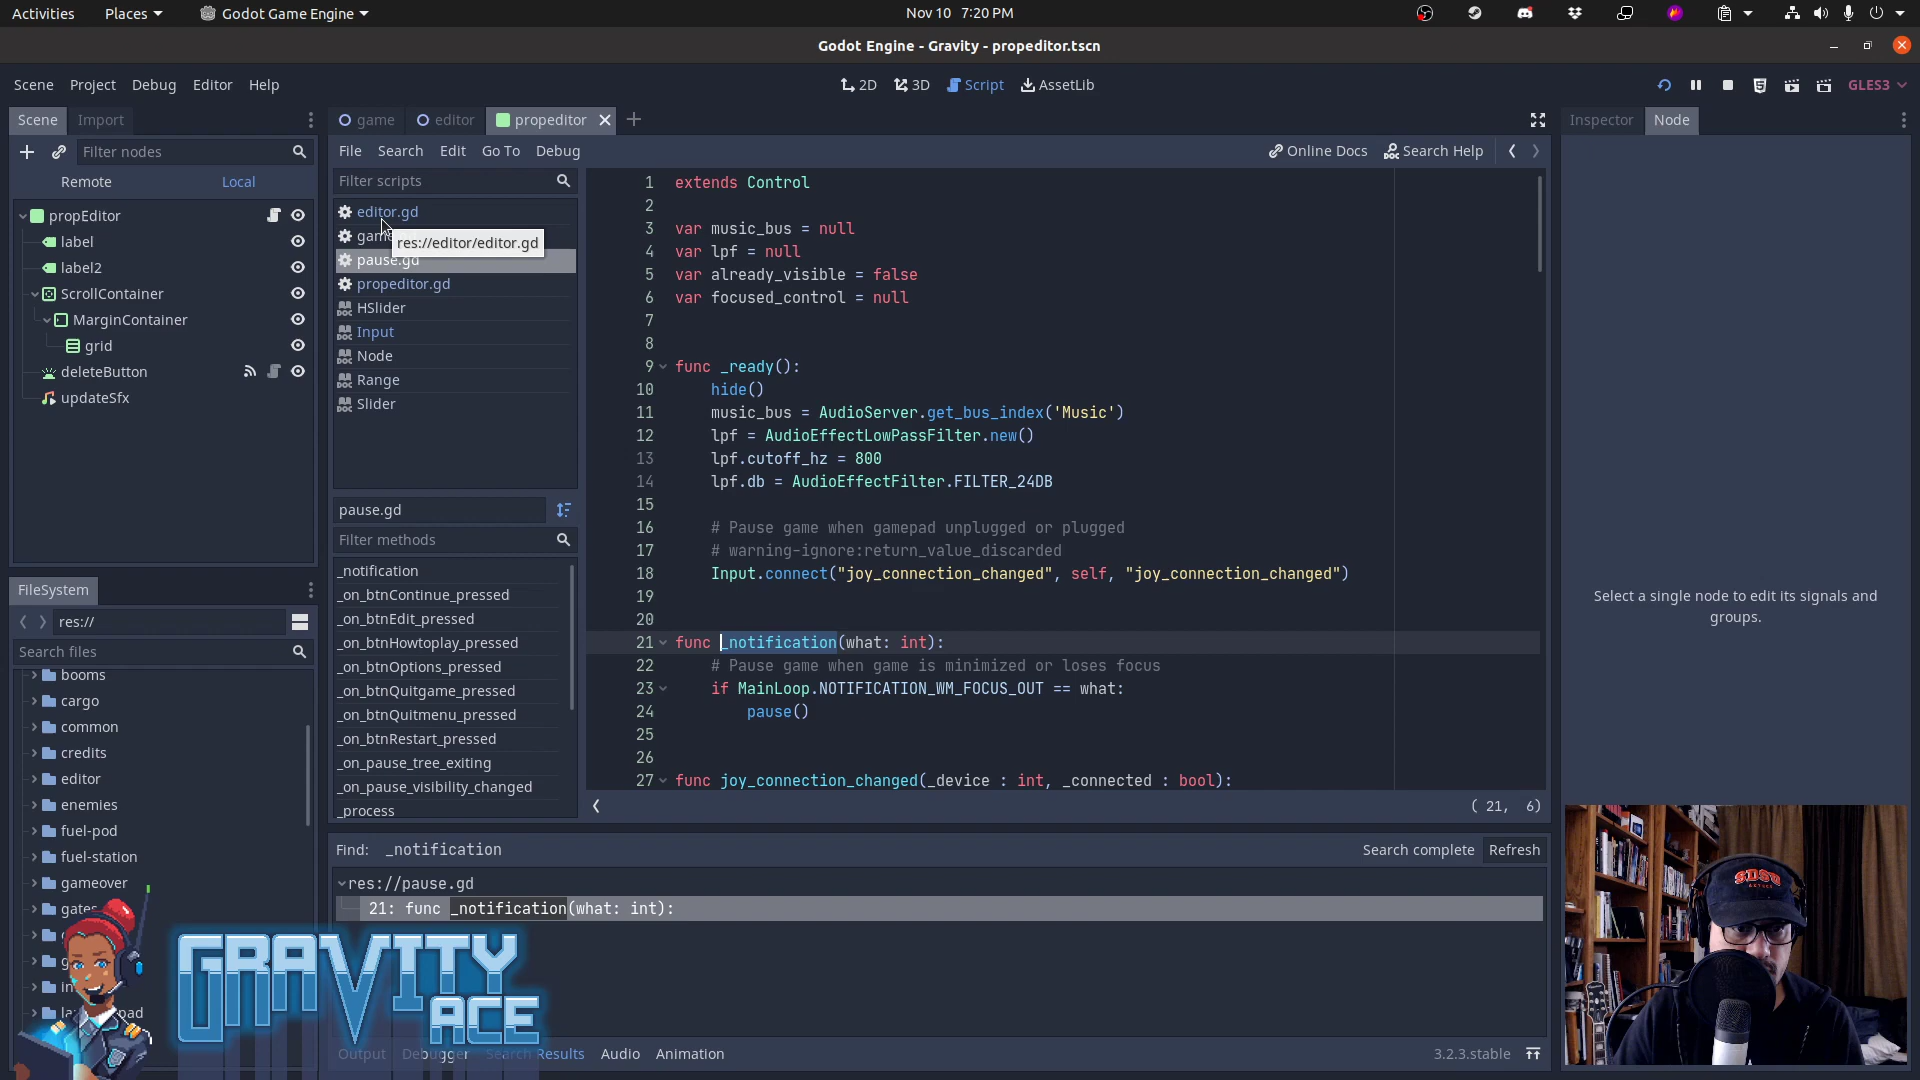 Activities Places Godot Game Engine Nov 10 7:20 PM
Godot Engine - Gravity - propeditor.tscn
Scene Project Debug Editor Help 2D 3D Script AssetLib GLES3
Scene Import
Filter nodes
Remote Local
propEditor
label
label2
ScrollContainer
MarginContainer
grid
deleteButton
updateSfx
FileSystem
res://
Search files
booms
cargo
common
credits
editor
enemies
fuel-pod
fuel-station
gameover
gates
game editor propeditor
File Search Edit Go To Debug Online Docs Search Help
Filter scripts
editor.gd
game
res://editor/editor.gd
pause.gd
propeditor.gd
HSlider
Input
Node
Range
Slider
pause.gd
Filter methods
_notification
_on_btnContinue_pressed
_on_btnEdit_pressed
_on_btnHowtoplay_pressed
_on_btnOptions_pressed
_on_btnQuitgame_pressed
_on_btnQuitmenu_pressed
_on_btnRestart_pressed
_on_pause_tree_exiting
_on_pause_visibility_changed
_process
1 extends Control
2
3 var music_bus = null
4 var lpf = null
5 var already_visible = false
6 var focused_control = null
7
8
9 func _ready():
10 hide()
11 music_bus = AudioServer.get_bus_index('Music')
12 lpf = AudioEffectLowPassFilter.new()
13 lpf.cutoff_hz = 800
14 lpf.db = AudioEffectFilter.FILTER_24DB
15
16 # Pause game when gamepad unplugged or plugged
17 # warning-ignore:return_value_discarded
18 Input.connect("joy_connection_changed", self, "joy_connection_changed")
19
20
21 func _notification(what: int):
22 # Pause game when game is minimized or loses focus
23 if MainLoop.NOTIFICATION_WM_FOCUS_OUT == what:
24 pause()
25
26
27 func joy_connection_changed(_device : int, _connected : bool):
( 21, 6)
Find: _notification Search complete Refresh
res://pause.gd
21: func _notification(what: int):
Output Debugger Search Results Audio Animation 3.2.3.stable
Inspector Node
Select a single node to edit its signals and
groups.
GRAVITY
ACE
SDSU